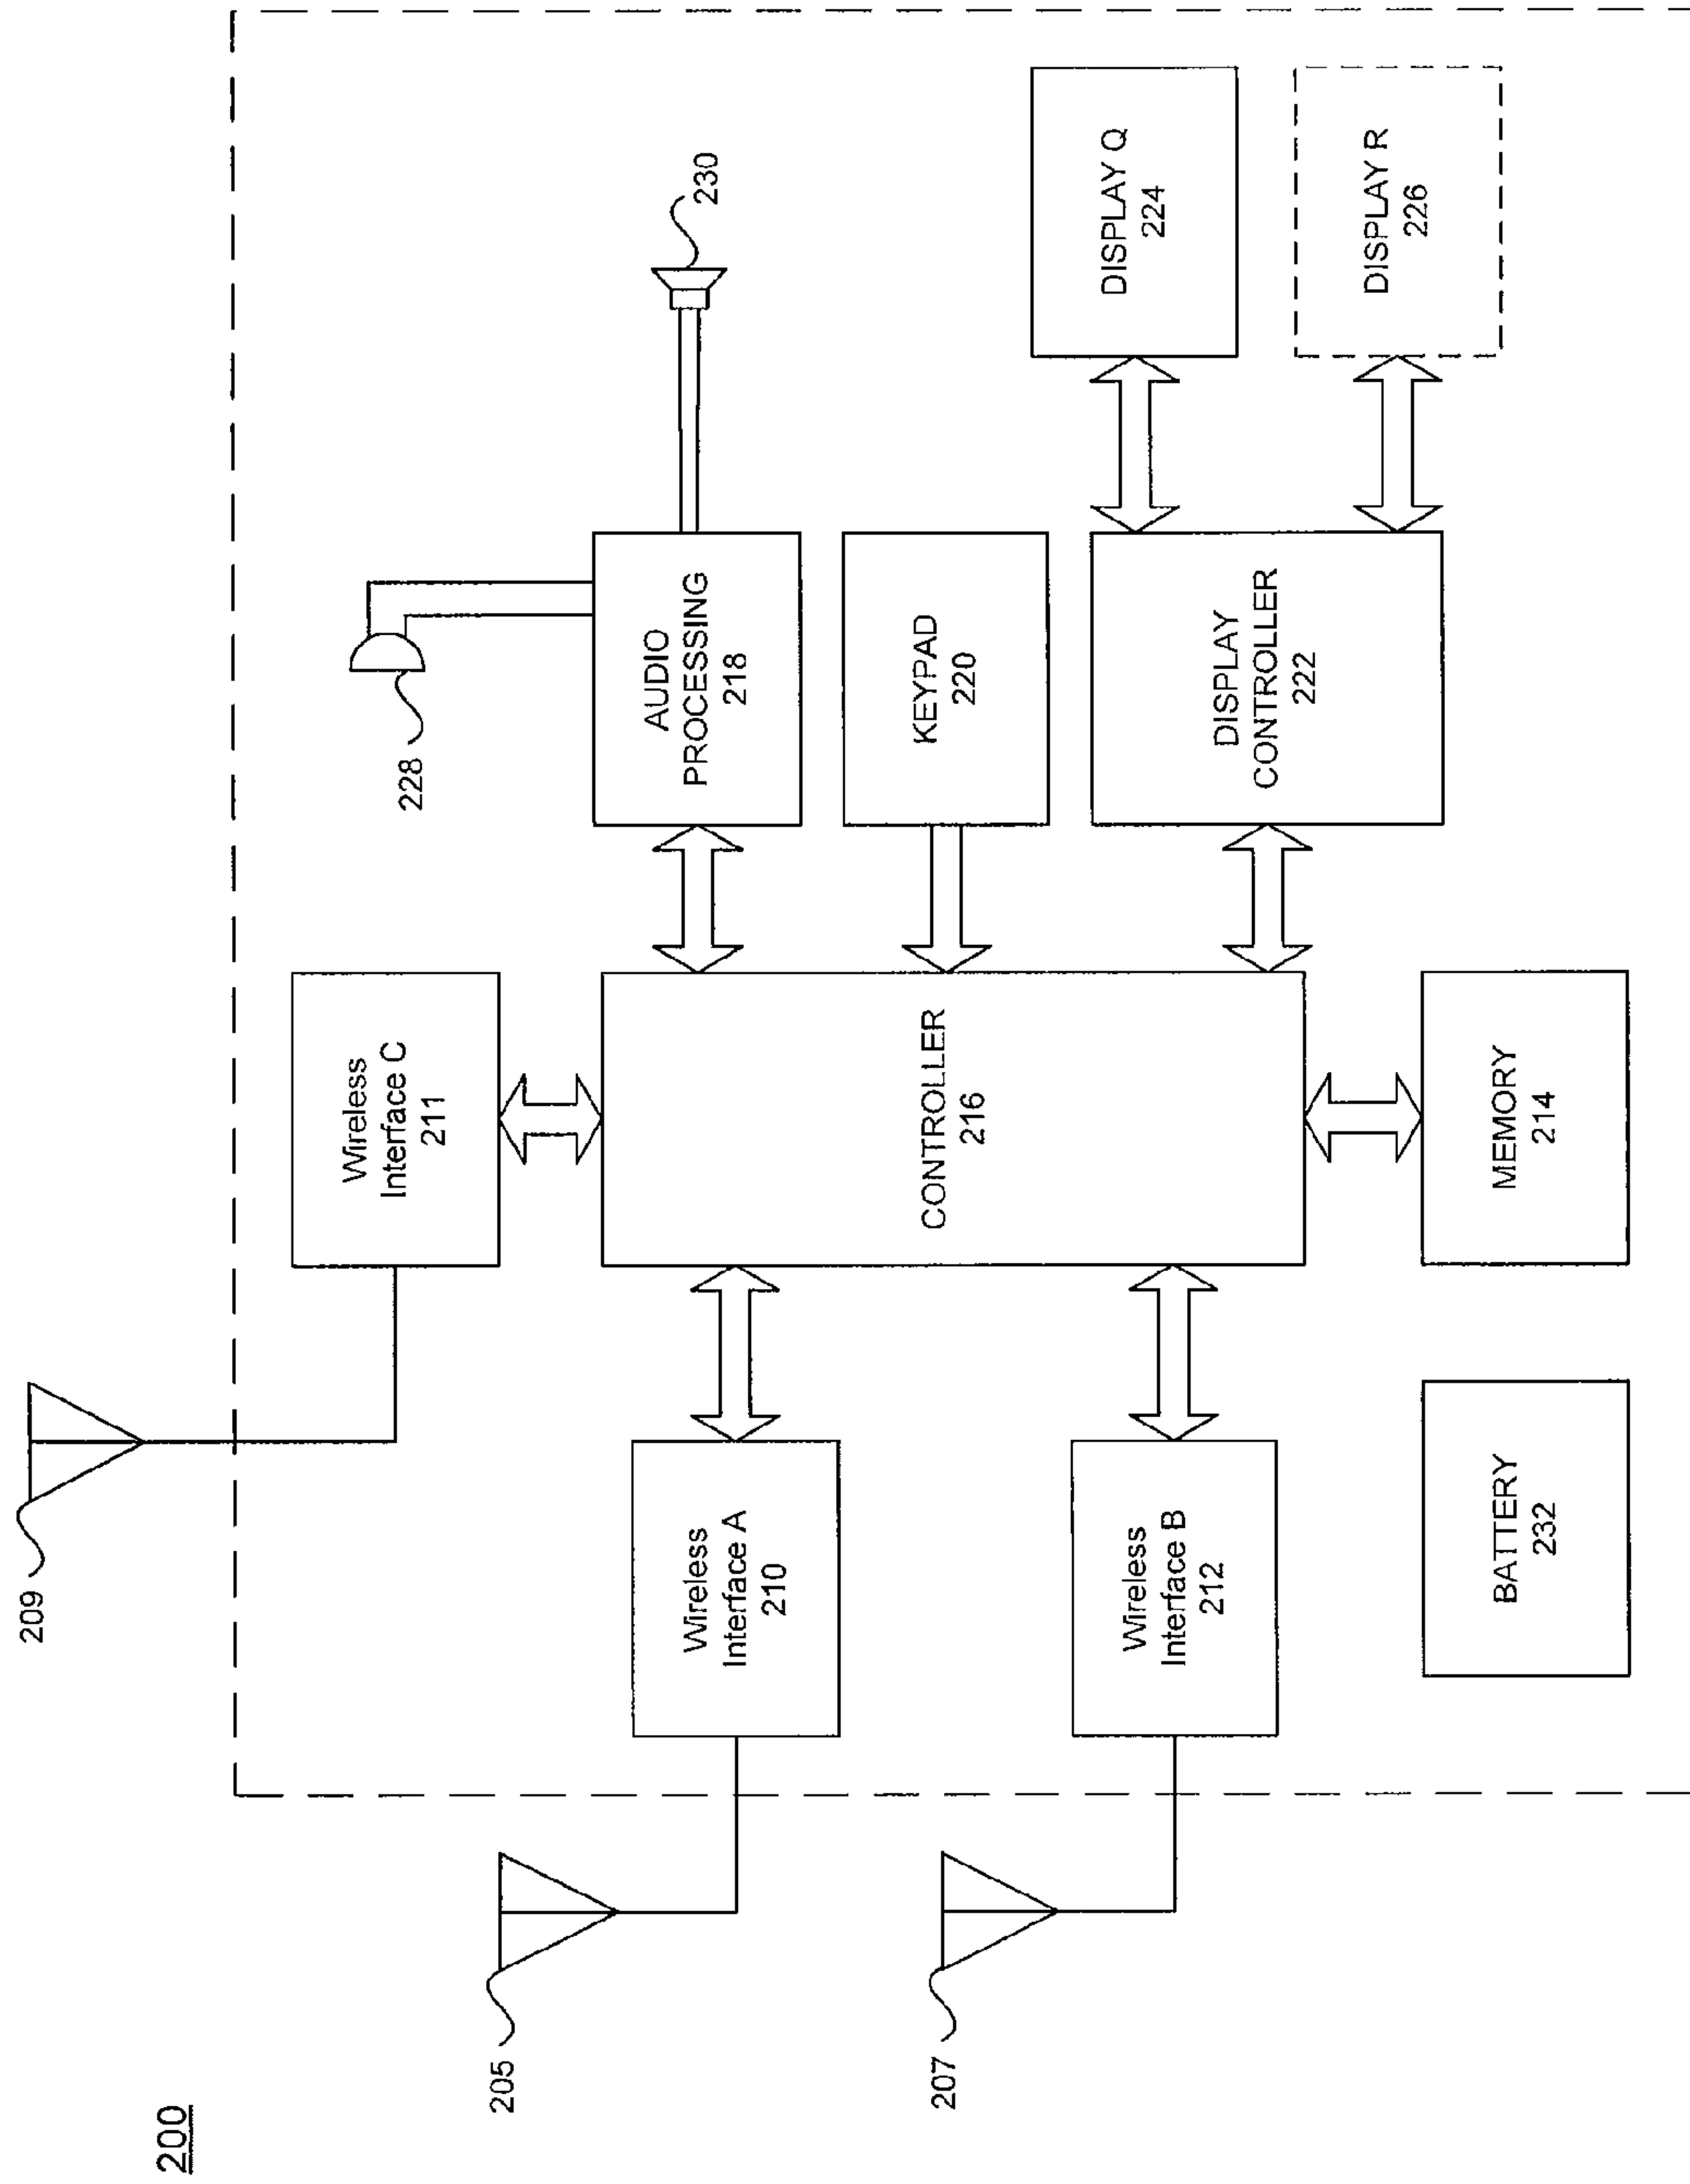 200
209
205
207
Wireless
Interface C
211
Wireless
Interface A
210
Wireless
Interface B
212
BATTERY
232
CONTROLLER
216
MEMORY
214
228
230
AUDIO
PROCESSING
218
KEYPAD
220
DISPLAY
CONTROLLER
222
DISPLAY Q
224
DISPLAY R
226